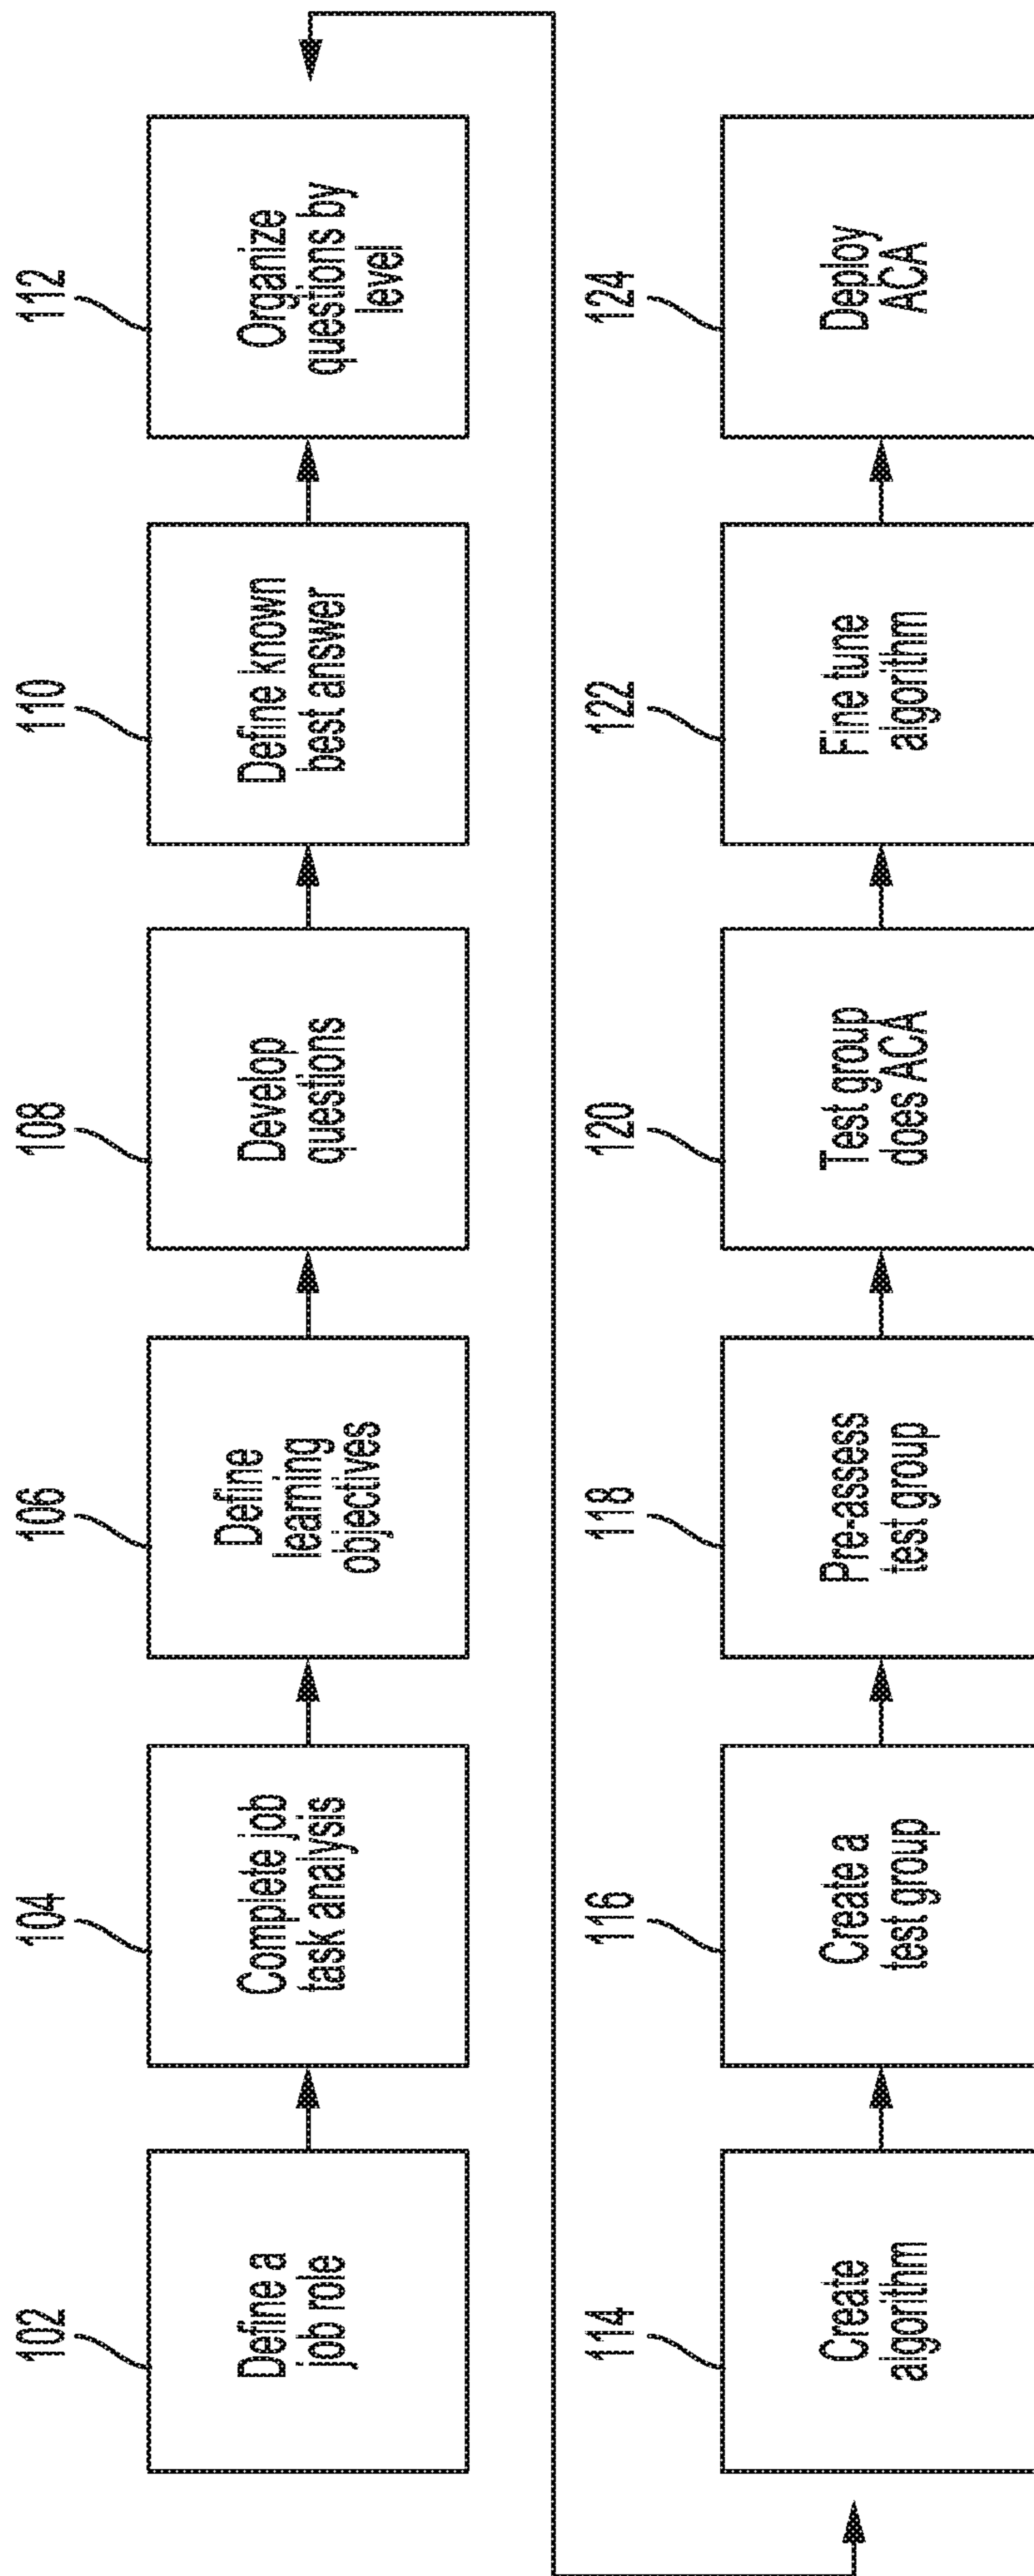 102
Define a
job role
104
Complete job
task analysis
106
Define
learning
objectives
108
Develop
questions
110
Define known
best answer
112
Organize
questions by
level
114
Create
algorithm
116
Create a
test group
118
Pre-assess
test group
120
Test group
does ACA
122
Fine tune
algorithm
124
Deploy
ACA